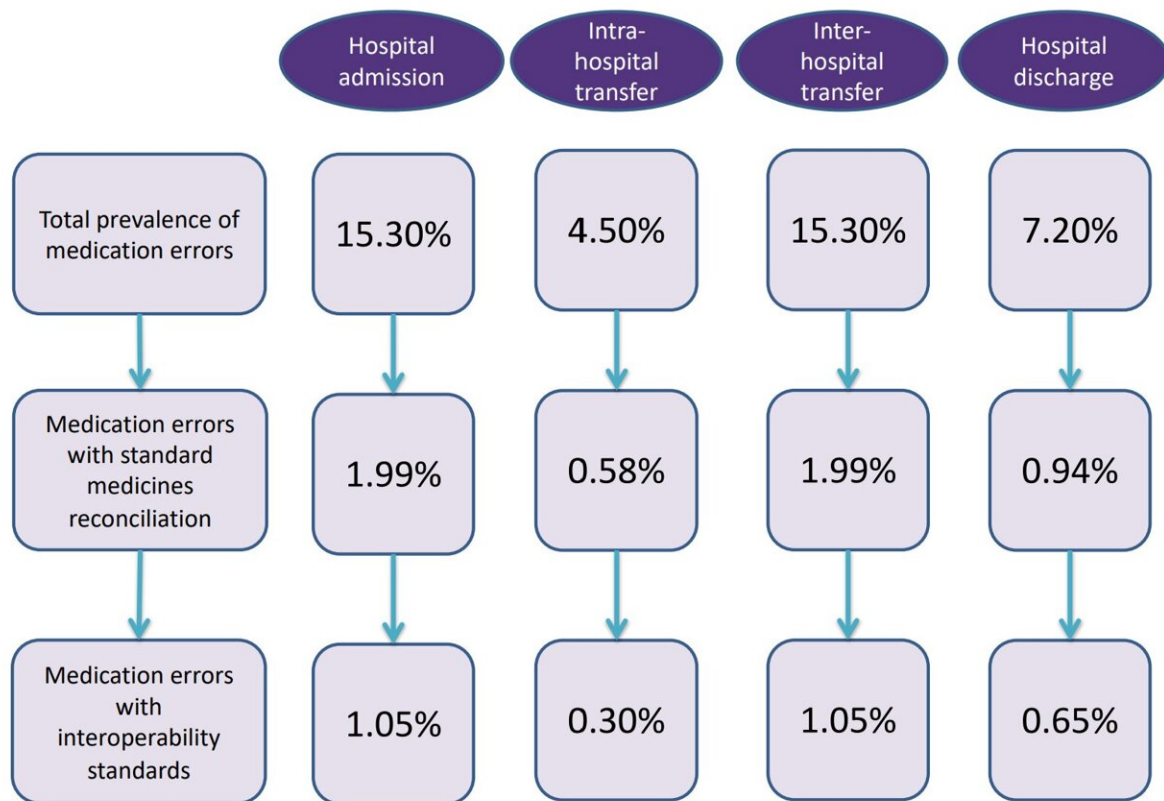 Hospital
admission
Intra-
hospital
transfer
Inter-
hospital
transfer
Hospital
discharge
Total prevalence of
medication errors
15.30%
4.50%
15.30%
7.20%
Medication errors
with standard
medicines
reconciliation
1.99%
0.58%
1.99%
0.94%
Medication errors
with
interoperability
standards
1.05%
0.30%
1.05%
0.65%